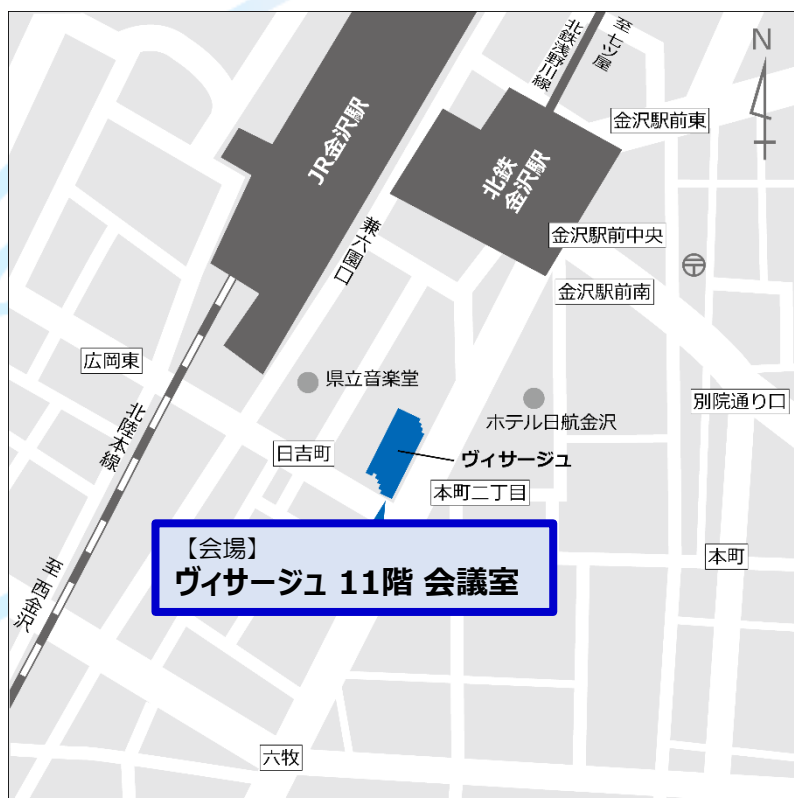 至 七ツ屋
北鉄浅野川線
N
金沢駅前東
JR金沢駅
北鉄
金沢駅
兼六園口
金沢駅前中央
金沢駅前南
広岡東
県立音楽堂
ホテル日航金沢
別院通り口
北陸本線
日吉町
ヴィサージュ
本町二丁目
【会場】
ヴィサージュ 11階 会議室
本町
至 西金沢
六枚